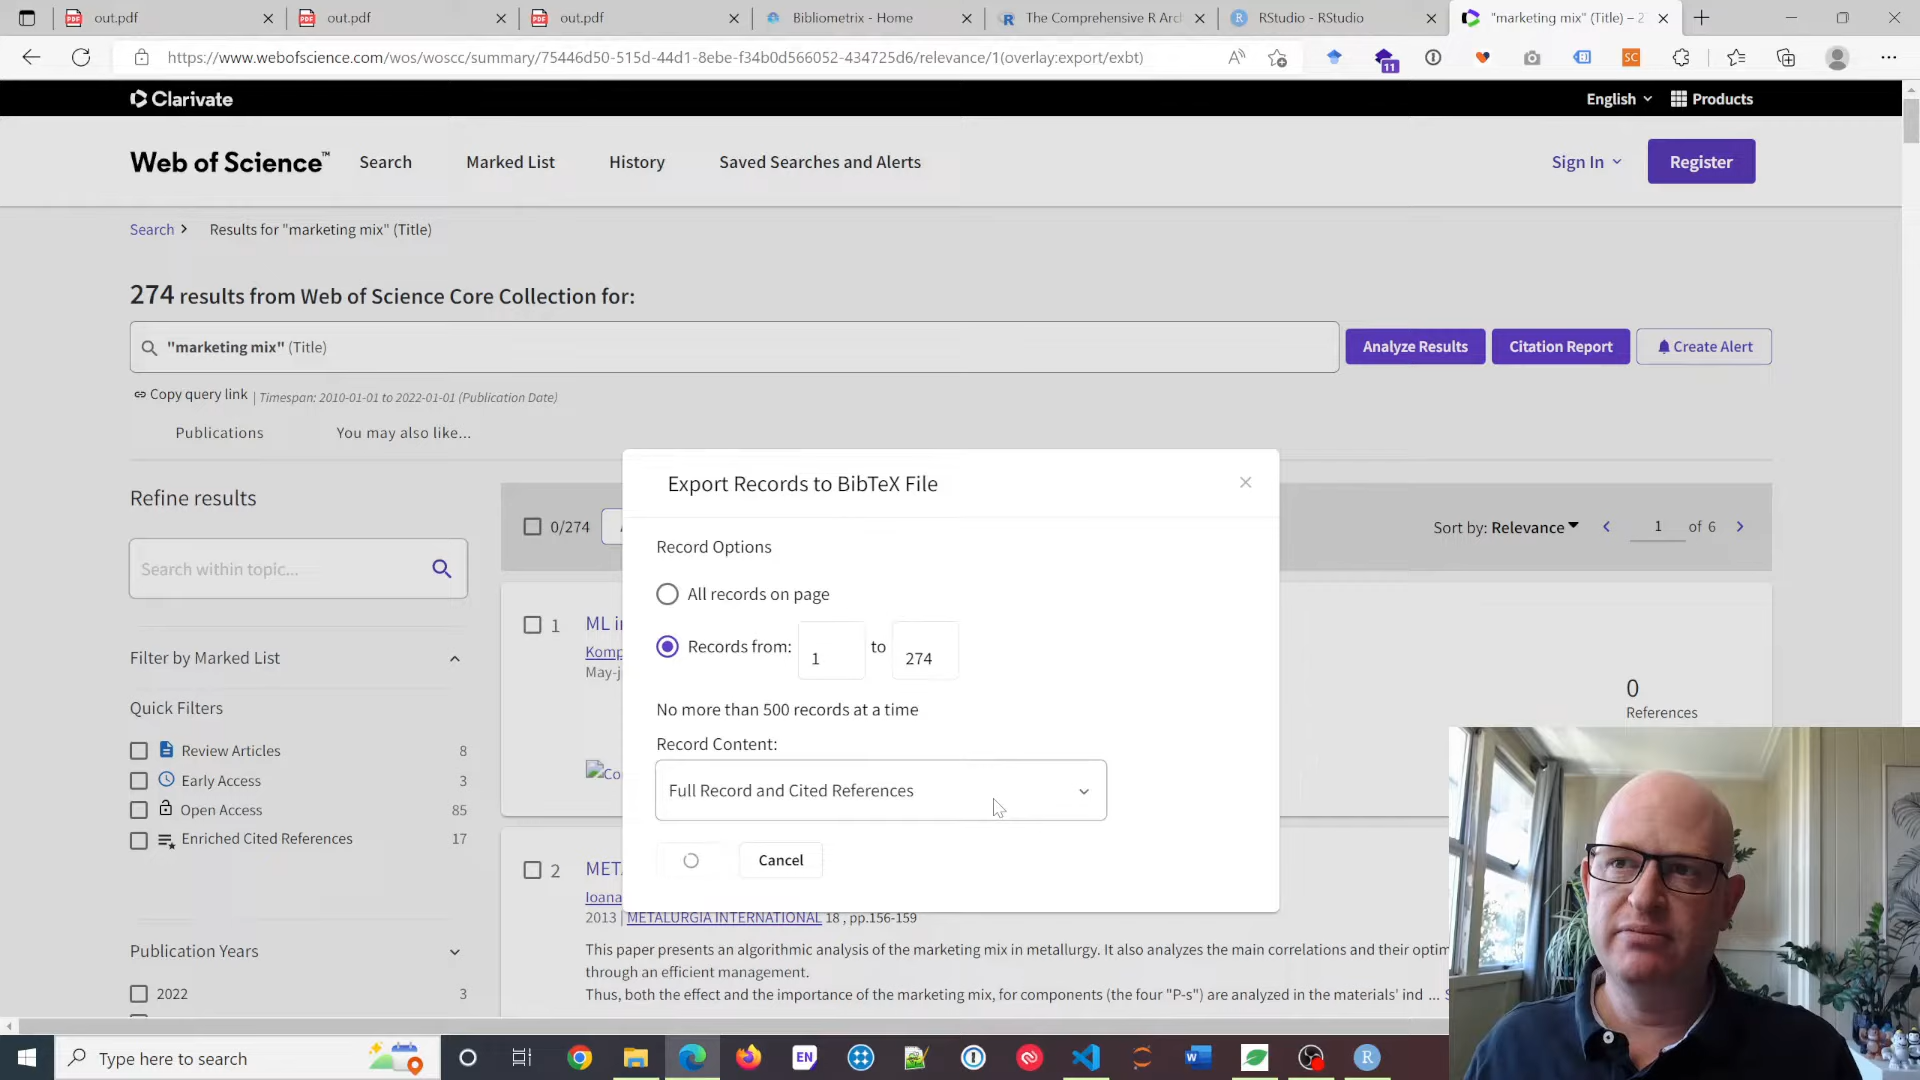 out.pdf
out.pdf
out.pdf
Bibliometrix - Home
The Comprehensive R Arc
RStudio - RStudio
"marketing mix" (Title) – 2
https://www.webofscience.com/wos/woscc/summary/75446d50-515d-44d1-8ebe-f34b0d566052-434725d6/relevance/1(overlay:export/exbt)
11
SC
Clarivate
English
Products
Web of Science™
Search
Marked List
History
Saved Searches and Alerts
Sign In
Register
Search > Results for "marketing mix" (Title)
274 results from Web of Science Core Collection for:
"marketing mix" (Title)
Analyze Results
Citation Report
Create Alert
Copy query link | Timespan: 2010-01-01 to 2022-01-01 (Publication Date)
Publications
You may also like...
Export Records to BibTeX File
Refine results
0/274
Sort by: Relevance
1 of 6
Record Options
Search within topic...
All records on page
1
ML i
Records from: 1 to 274
Komp
May-j
Filter by Marked List
0
References
Quick Filters
No more than 500 records at a time
Review Articles 8
Record Content:
Early Access 3
Full Record and Cited References
Open Access 85
Enriched Cited References 17
Cancel
2
MET
Ioana
2013 | METALURGIA INTERNATIONAL 18 , pp.156-159
This paper presents an algorithmic analysis of the marketing mix in metallurgy. It also analyzes the main correlations and their optim
through an efficient management.
Thus, both the effect and the importance of the marketing mix, for components (the four "P-s") are analyzed in the materials' ind ... S
Publication Years
2022 3
Type here to search
EN
W
R